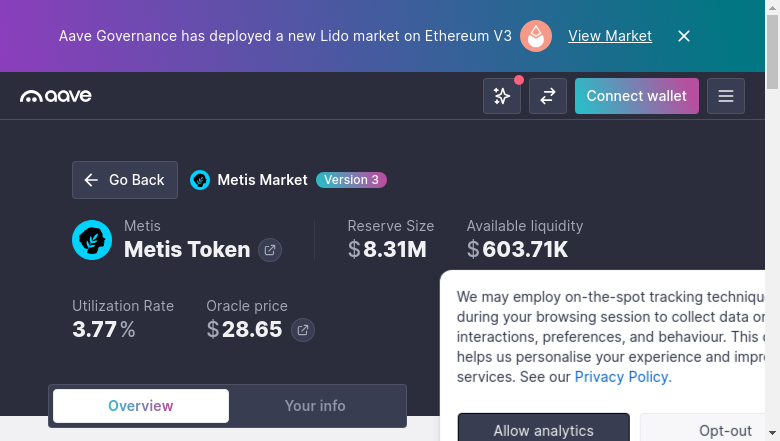 Aave Governance has deployed a new Lido market on Ethereum V3 View Market
aave Connect wallet
Go Back Metis Market Version 3
Metis Reserve Size Available liquidity
Metis Token $8.31M $603.71K
Utilization Rate Oracle price
3.77% $28.65
We may employ on-the-spot tracking
during your browsing session to collect data
interactions, preferences, and behaviour. This
helps us personalise your experience and
services. See our Privacy Policy.
Overview Your info
Allow analytics Opt-out